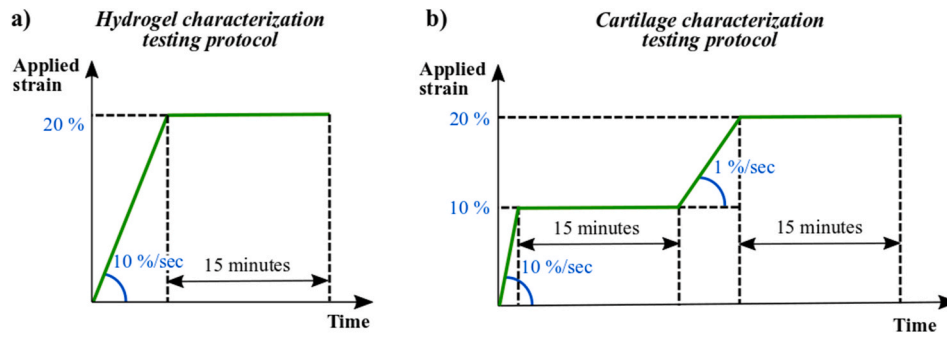 a)
Hydrogel characterization
testing protocol
Applied
strain
20 %
10 %/sec
15 minutes
Time
b)
Cartilage characterization
testing protocol
Applied
strain
20 %
1 %/sec
10 %
15 minutes
15 minutes
10 %/sec
Time